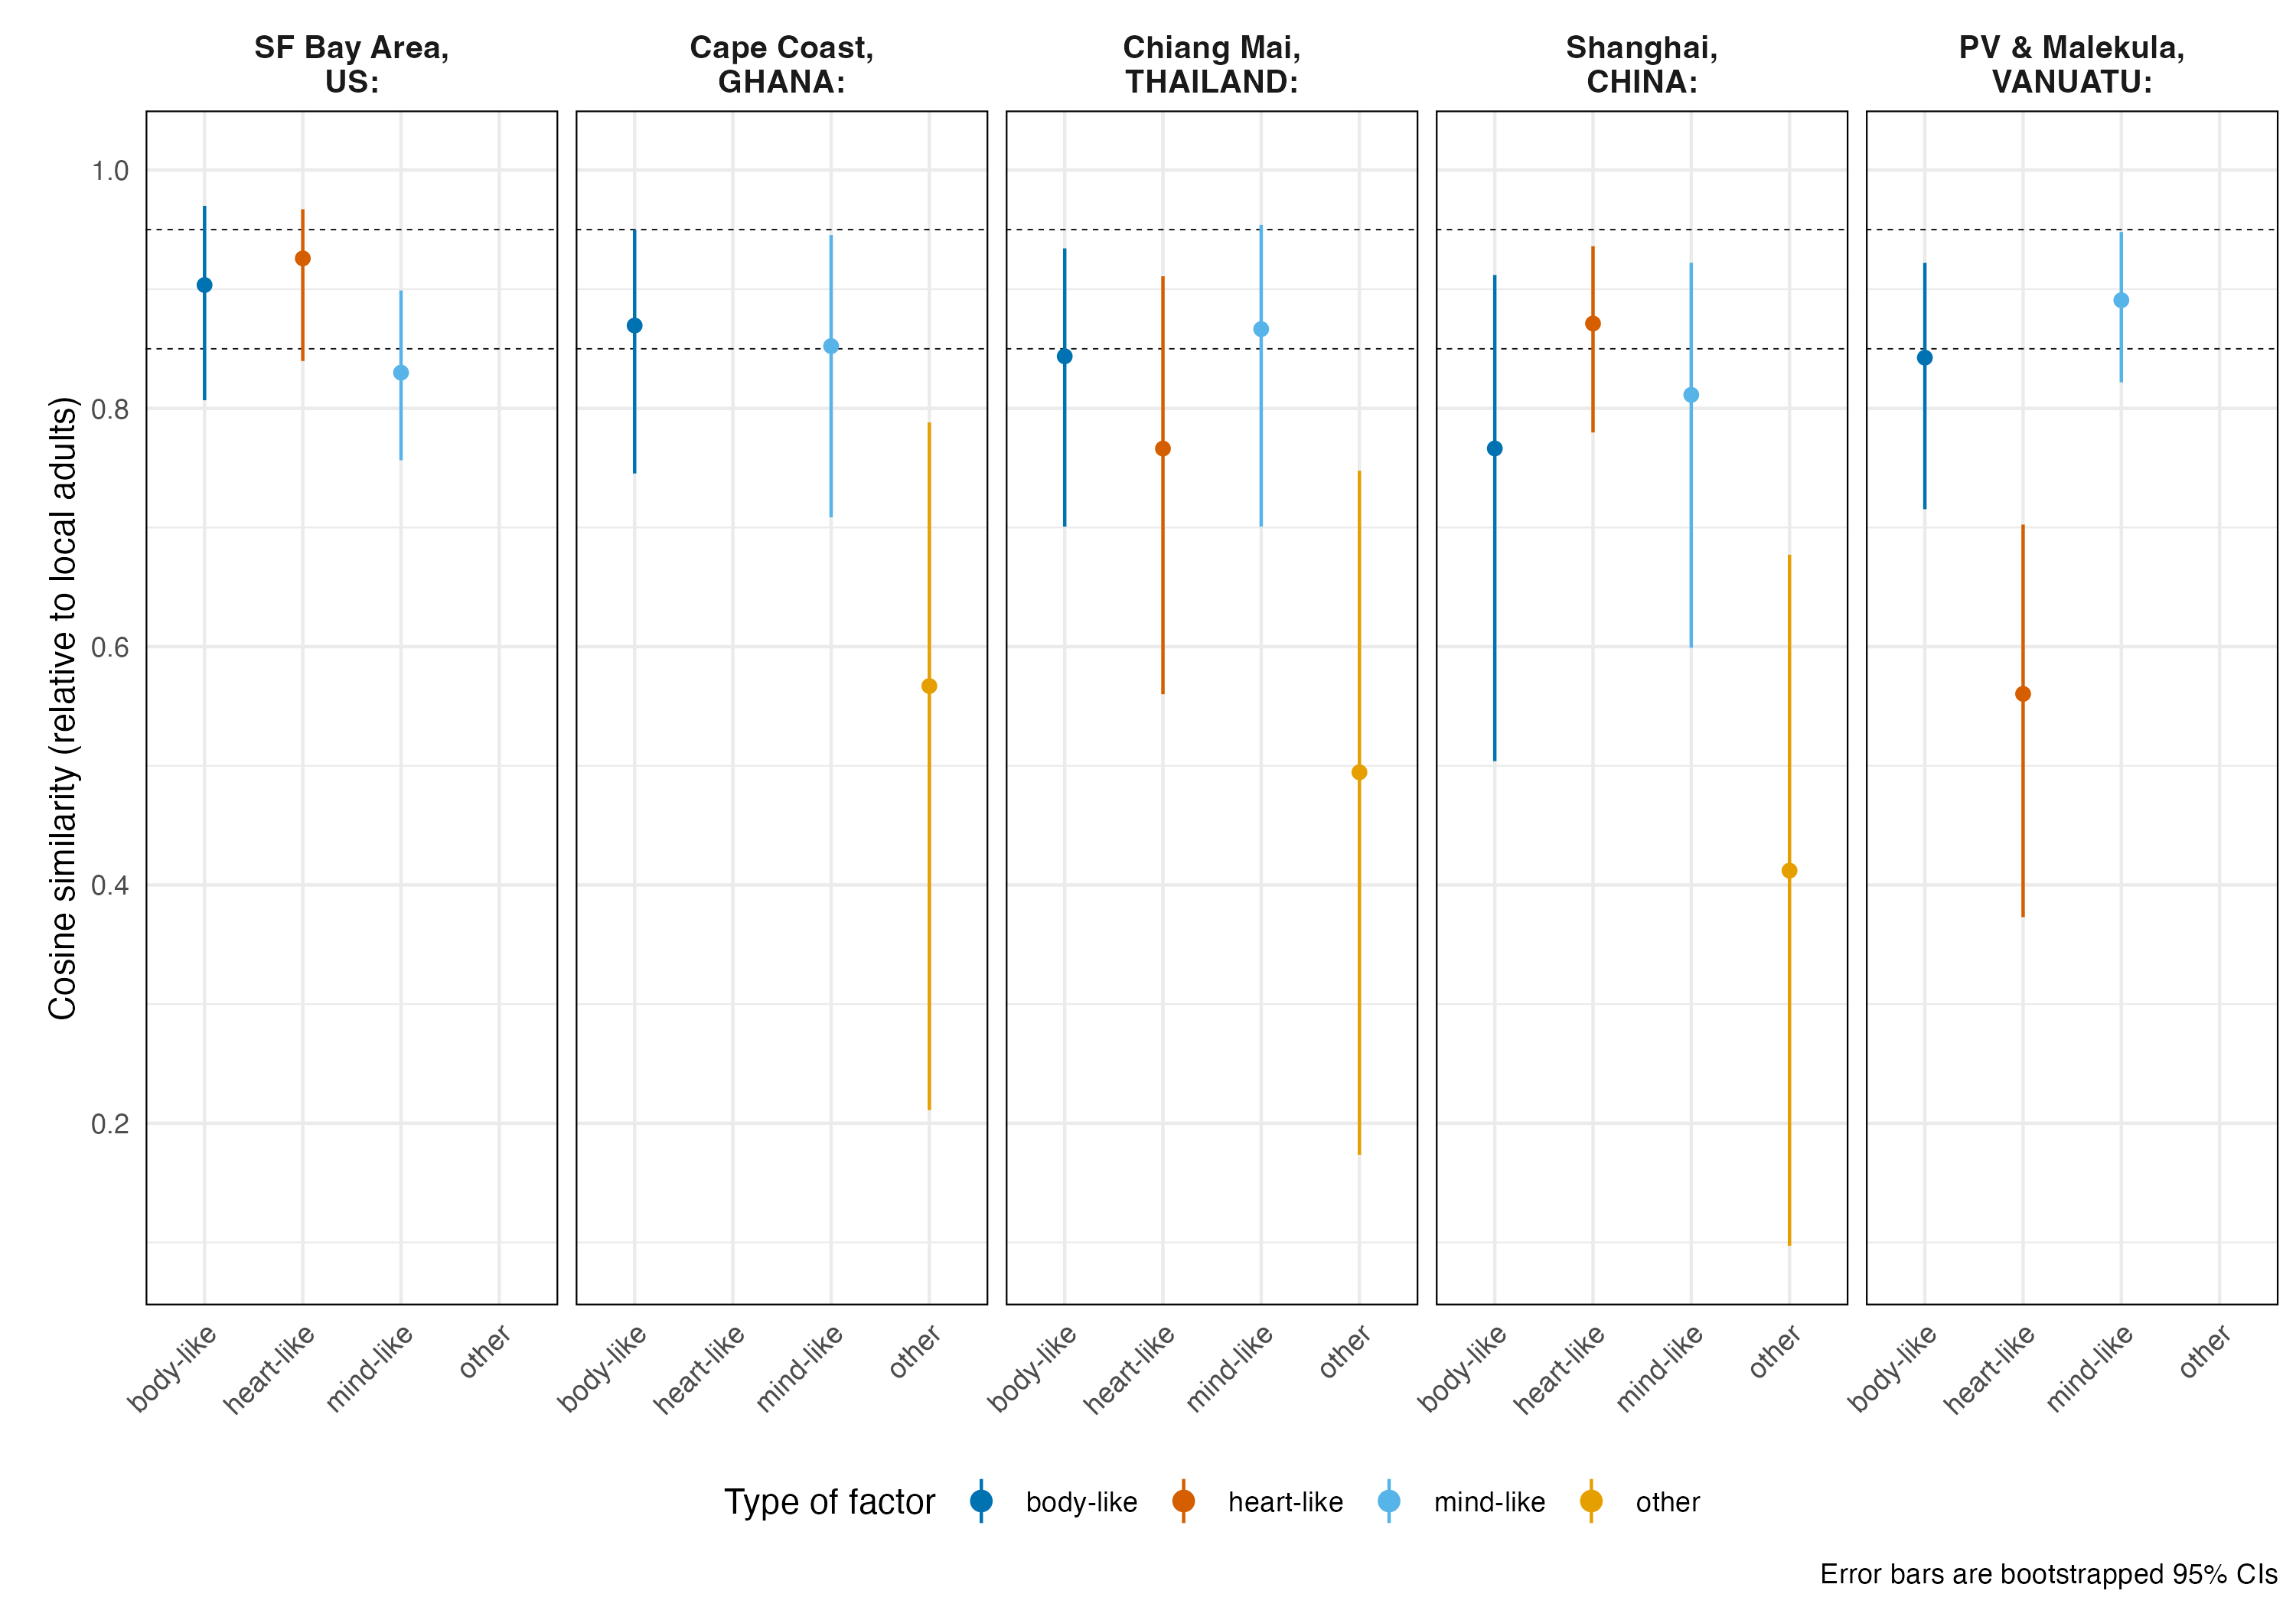 SF Bay Area,
US:
Cape Coast,
GHANA:
Chiang Mai,
THAILAND:
Shanghai,
CHINA:
PV & Malekula,
VANUATU:
Cosine similarity (relative to local adults)
1.0
0.8
0.6
0.4
0.2
body-like
heart-like
mind-like
other
body-like
heart-like
mind-like
other
body-like
heart-like
mind-like
other
body-like
heart-like
mind-like
other
body-like
heart-like
mind-like
other
Type of factor body-like heart-like mind-like other
Error bars are bootstrapped 95% CIs